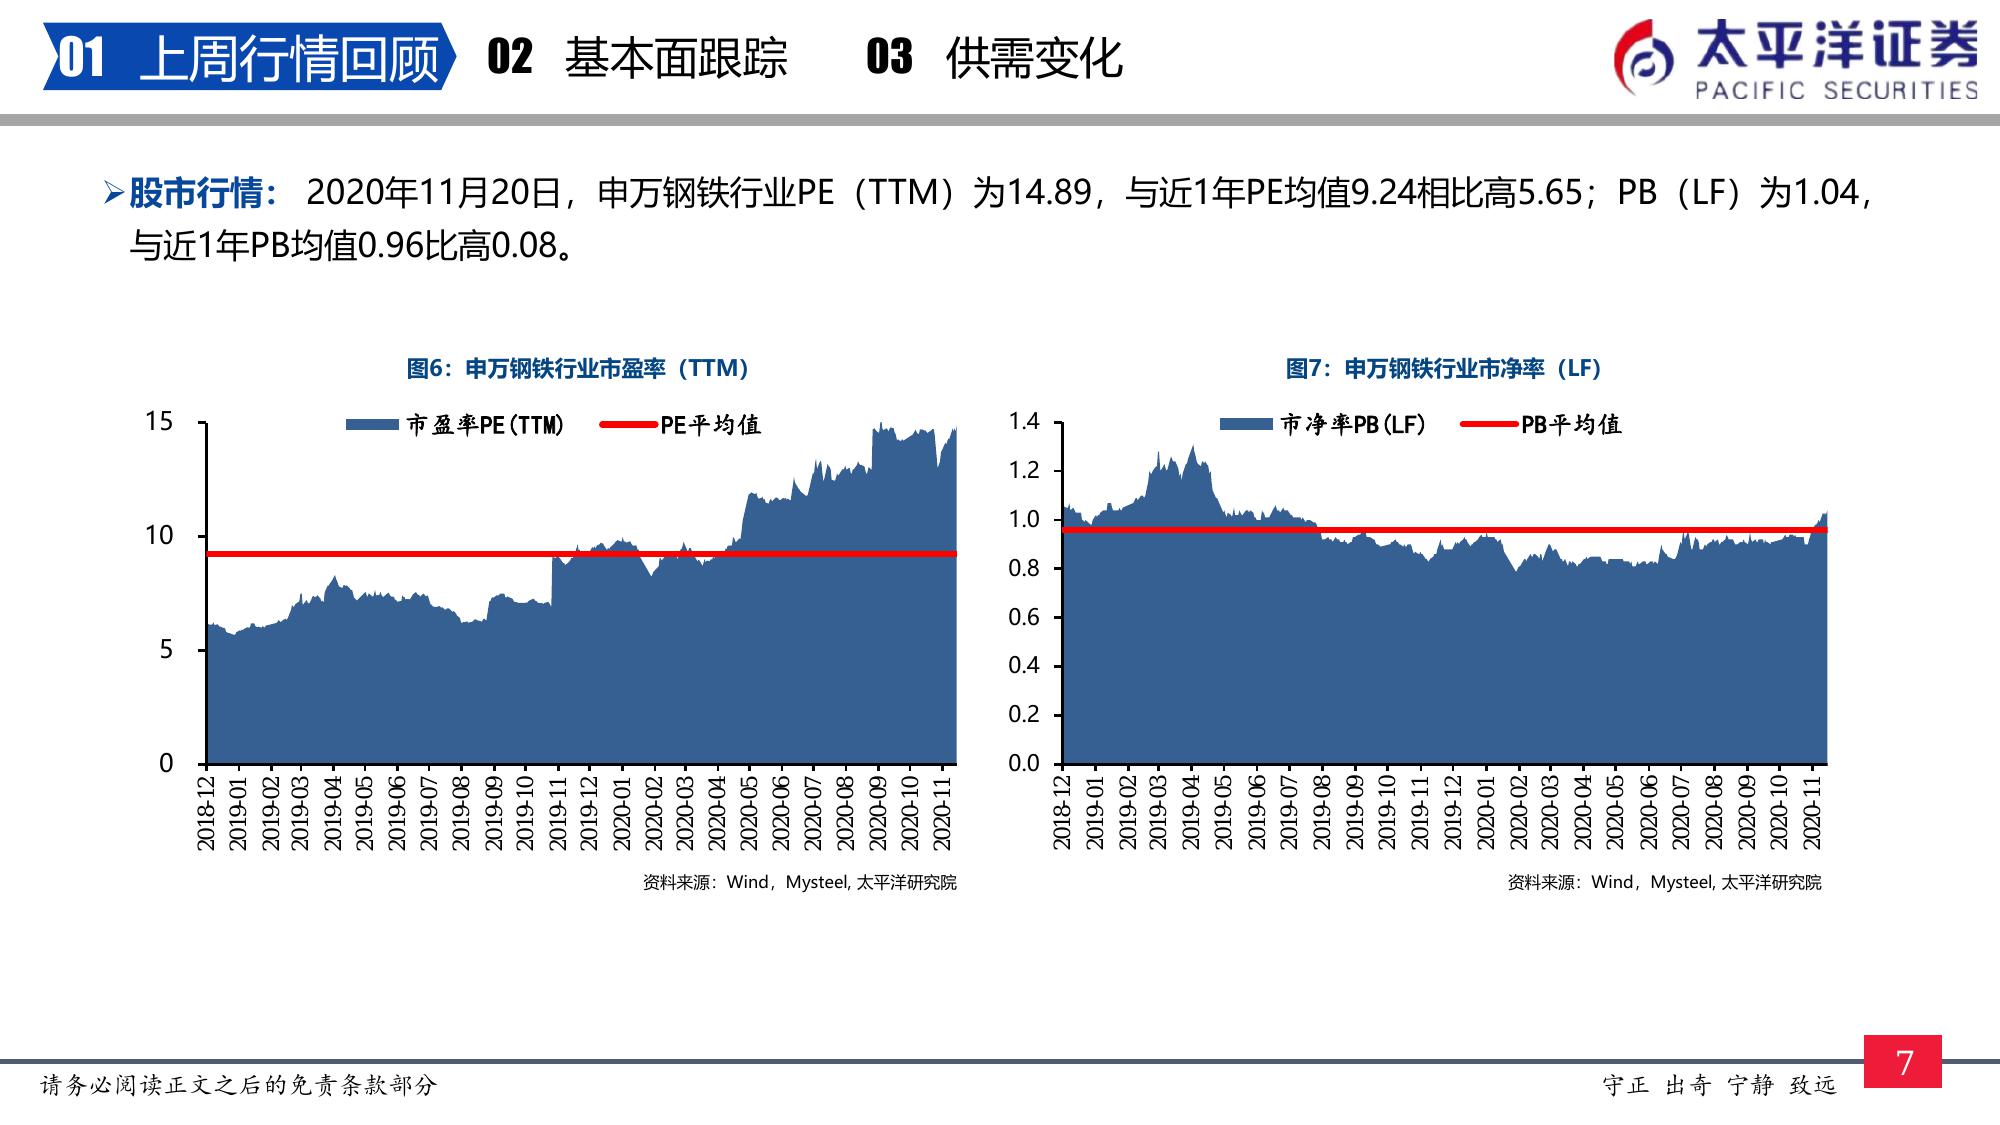 01 上周行情回顾 02 基本面跟踪 03 供需变化
太平洋证券
PACIFIC SECURITIES
➢股市行情： 2020年11月20日，申万钢铁行业PE（TTM）为14.89，与近1年PE均值9.24相比高5.65；PB（LF）为1.04，
与近1年PB均值0.96比高0.08。
图6：申万钢铁行业市盈率（TTM）
市盈率PE(TTM) PE平均值
15
10
5
0
2018-12 2019-01 2019-02 2019-03 2019-04 2019-05 2019-06 2019-07 2019-08 2019-09 2019-10 2019-11 2019-12 2020-01 2020-02 2020-03 2020-04 2020-05 2020-06 2020-07 2020-08 2020-09 2020-10 2020-11
资料来源：Wind，Mysteel, 太平洋研究院
图7：申万钢铁行业市净率（LF）
市净率PB(LF) PB平均值
1.4
1.2
1.0
0.8
0.6
0.4
0.2
0.0
2018-12 2019-01 2019-02 2019-03 2019-04 2019-05 2019-06 2019-07 2019-08 2019-09 2019-10 2019-11 2019-12 2020-01 2020-02 2020-03 2020-04 2020-05 2020-06 2020-07 2020-08 2020-09 2020-10 2020-11
资料来源：Wind，Mysteel, 太平洋研究院
请务必阅读正文之后的免责条款部分
守正 出奇 宁静 致远
7